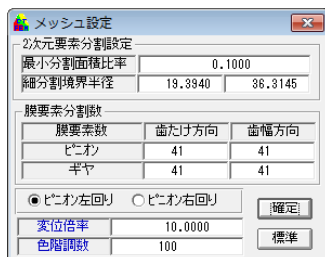 メッシュ設定
2次元要素分割設定
最小分割面積比率 0.1000
細分割境界半径 19.3940 36.3145
膜要素分割数
膜要素数 歯たけ方向 歯幅方向
ピニオン 41 41
ギヤ 41 41
ピニオン左回り ピニオン右回り
確定
変位倍率 10.0000
色階調数 100
標準